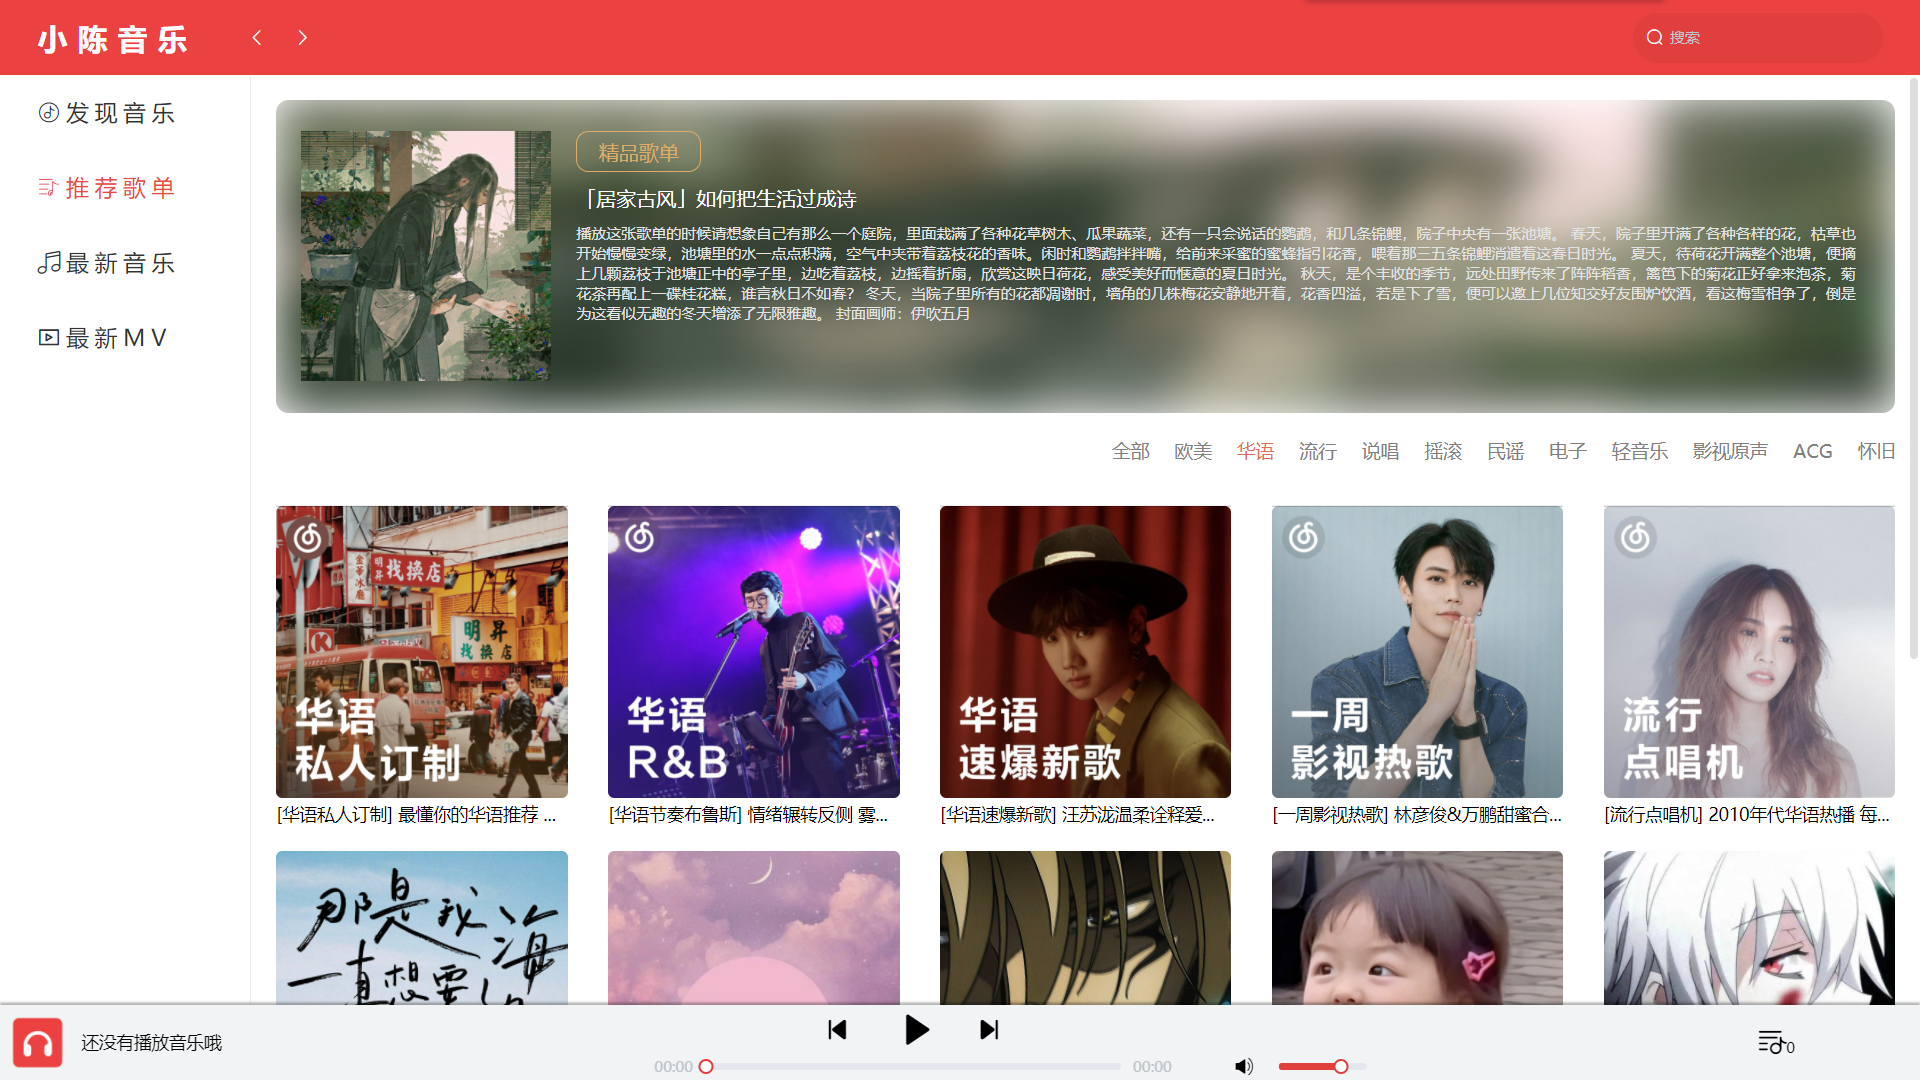 小陈音乐
搜索
发现音乐
推荐歌单
最新音乐
最新MV
精品歌单
「居家古风」如何把生活过成诗
播放这张歌单的时候请想象自己有那么一个庭院，里面栽满了各种花草树木、瓜果蔬菜，还有一只会说话的鹦鹉，和几条锦鲤，院子中央有一张池塘。 春天，院子里开满了各种各样的花，枯草也
开始慢慢变绿，池塘里的水一点点积满，空气中夹带着荔枝花的香味。闲时和鹦鹉拌拌嘴，给前来采蜜的蜜蜂指引花香，喂着那三五条锦鲤消遣着这春日时光。 夏天，待荷花开满整个池塘，便摘
上几颗荔枝于池塘正中的亭子里，边吃着荔枝，边摇着折扇，欣赏这映日荷花，感受美好而惬意的夏日时光。 秋天，是个丰收的季节，远处田野传来了阵阵稻香，篱笆下的菊花正好拿来泡茶，菊
花茶再配上一碟桂花糕，谁言秋日不如春？ 冬天，当院子里所有的花都凋谢时，墙角的几株梅花安静地开着，花香四溢，若是下了雪，便可以邀上几位知交好友围炉饮酒，看这梅雪相争了，倒是
为这看似无趣的冬天增添了无限雅趣。 封面画师：伊吹五月
全部 欧美 华语 流行 说唱 摇滚 民谣 电子 轻音乐 影视原声 ACG 怀旧
找换店
明昇
找换店
华语
私人订制
华语
R&B
华语
速爆新歌
一周
影视热歌
流行
点唱机
[华语私人订制] 最懂你的华语推荐 ...
[华语节奏布鲁斯] 情绪辗转反侧 雾...
[华语速爆新歌] 汪苏泷温柔诠释爱...
[一周影视热歌] 林彦俊&万鹏甜蜜合...
[流行点唱机] 2010年代华语热播 每...
那是我
一直想要
海
还没有播放音乐哦
00:00
00:00
0